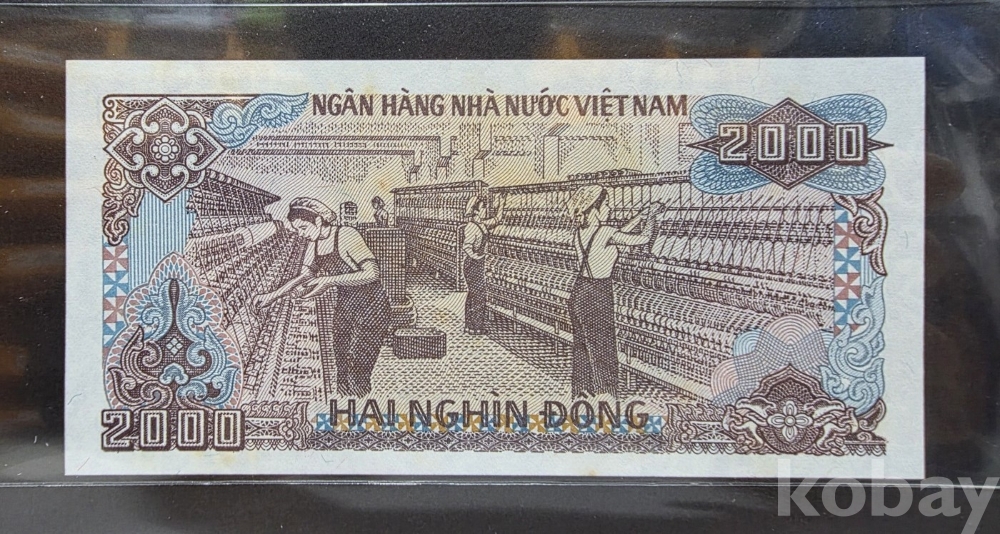 NGÂN HÀNG NHÀ NƯỚC VIỆT NAM
2000
2000
HAI NGHÌN ĐỒNG
kobay